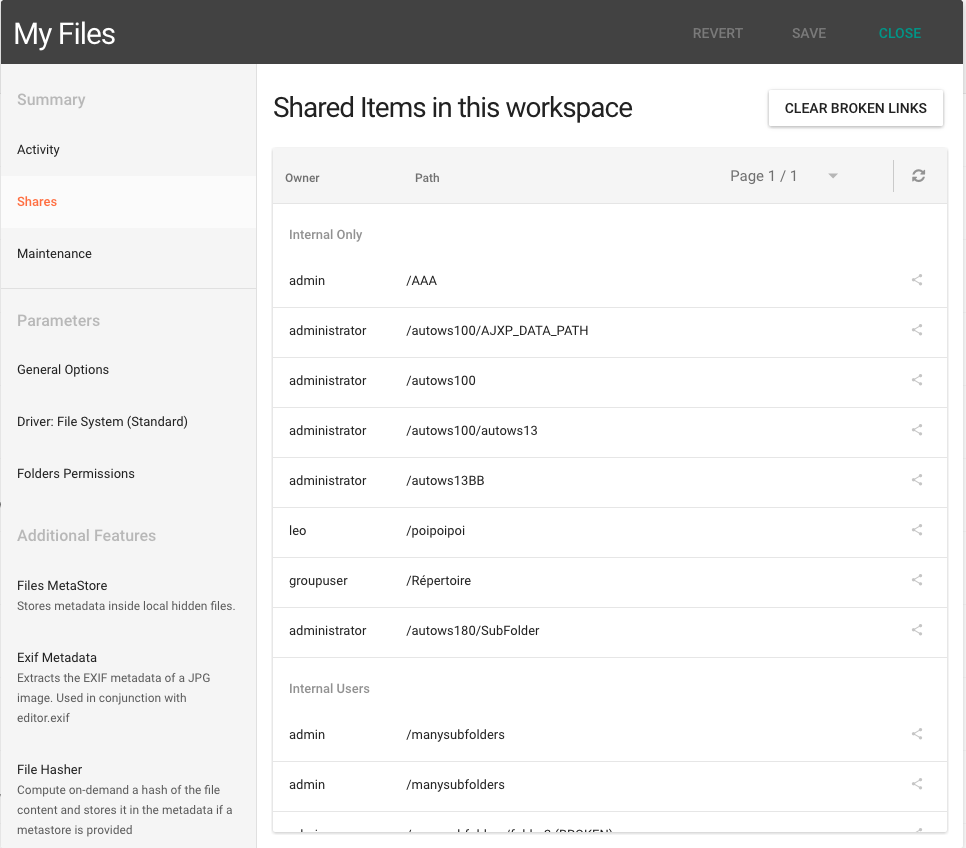 My Files
REVERT
SAVE
CLOSE
Summary
Activity
Shares
Maintenance
Parameters
General Options
Driver: File System (Standard)
Folders Permissions
Additional Features
Files MetaStore
Stores metadata inside local hidden files.
Exif Metadata
Extracts the EXIF metadata of a JPG
image. Used in conjunction with
editor.exif
File Hasher
Compute on-demand a hash of the file
content and stores it in the metadata if a
metastore is provided
Shared Items in this workspace
CLEAR BROKEN LINKS
Owner Path Page 1 / 1
Internal Only
admin /AAA
administrator /autows100/AJXP_DATA_PATH
administrator /autows100
administrator /autows100/autows13
administrator /autows13BB
leo /poipoipoi
groupuser /Répertoire
administrator /autows180/SubFolder
Internal Users
admin /manysubfolders
admin /manysubfolders